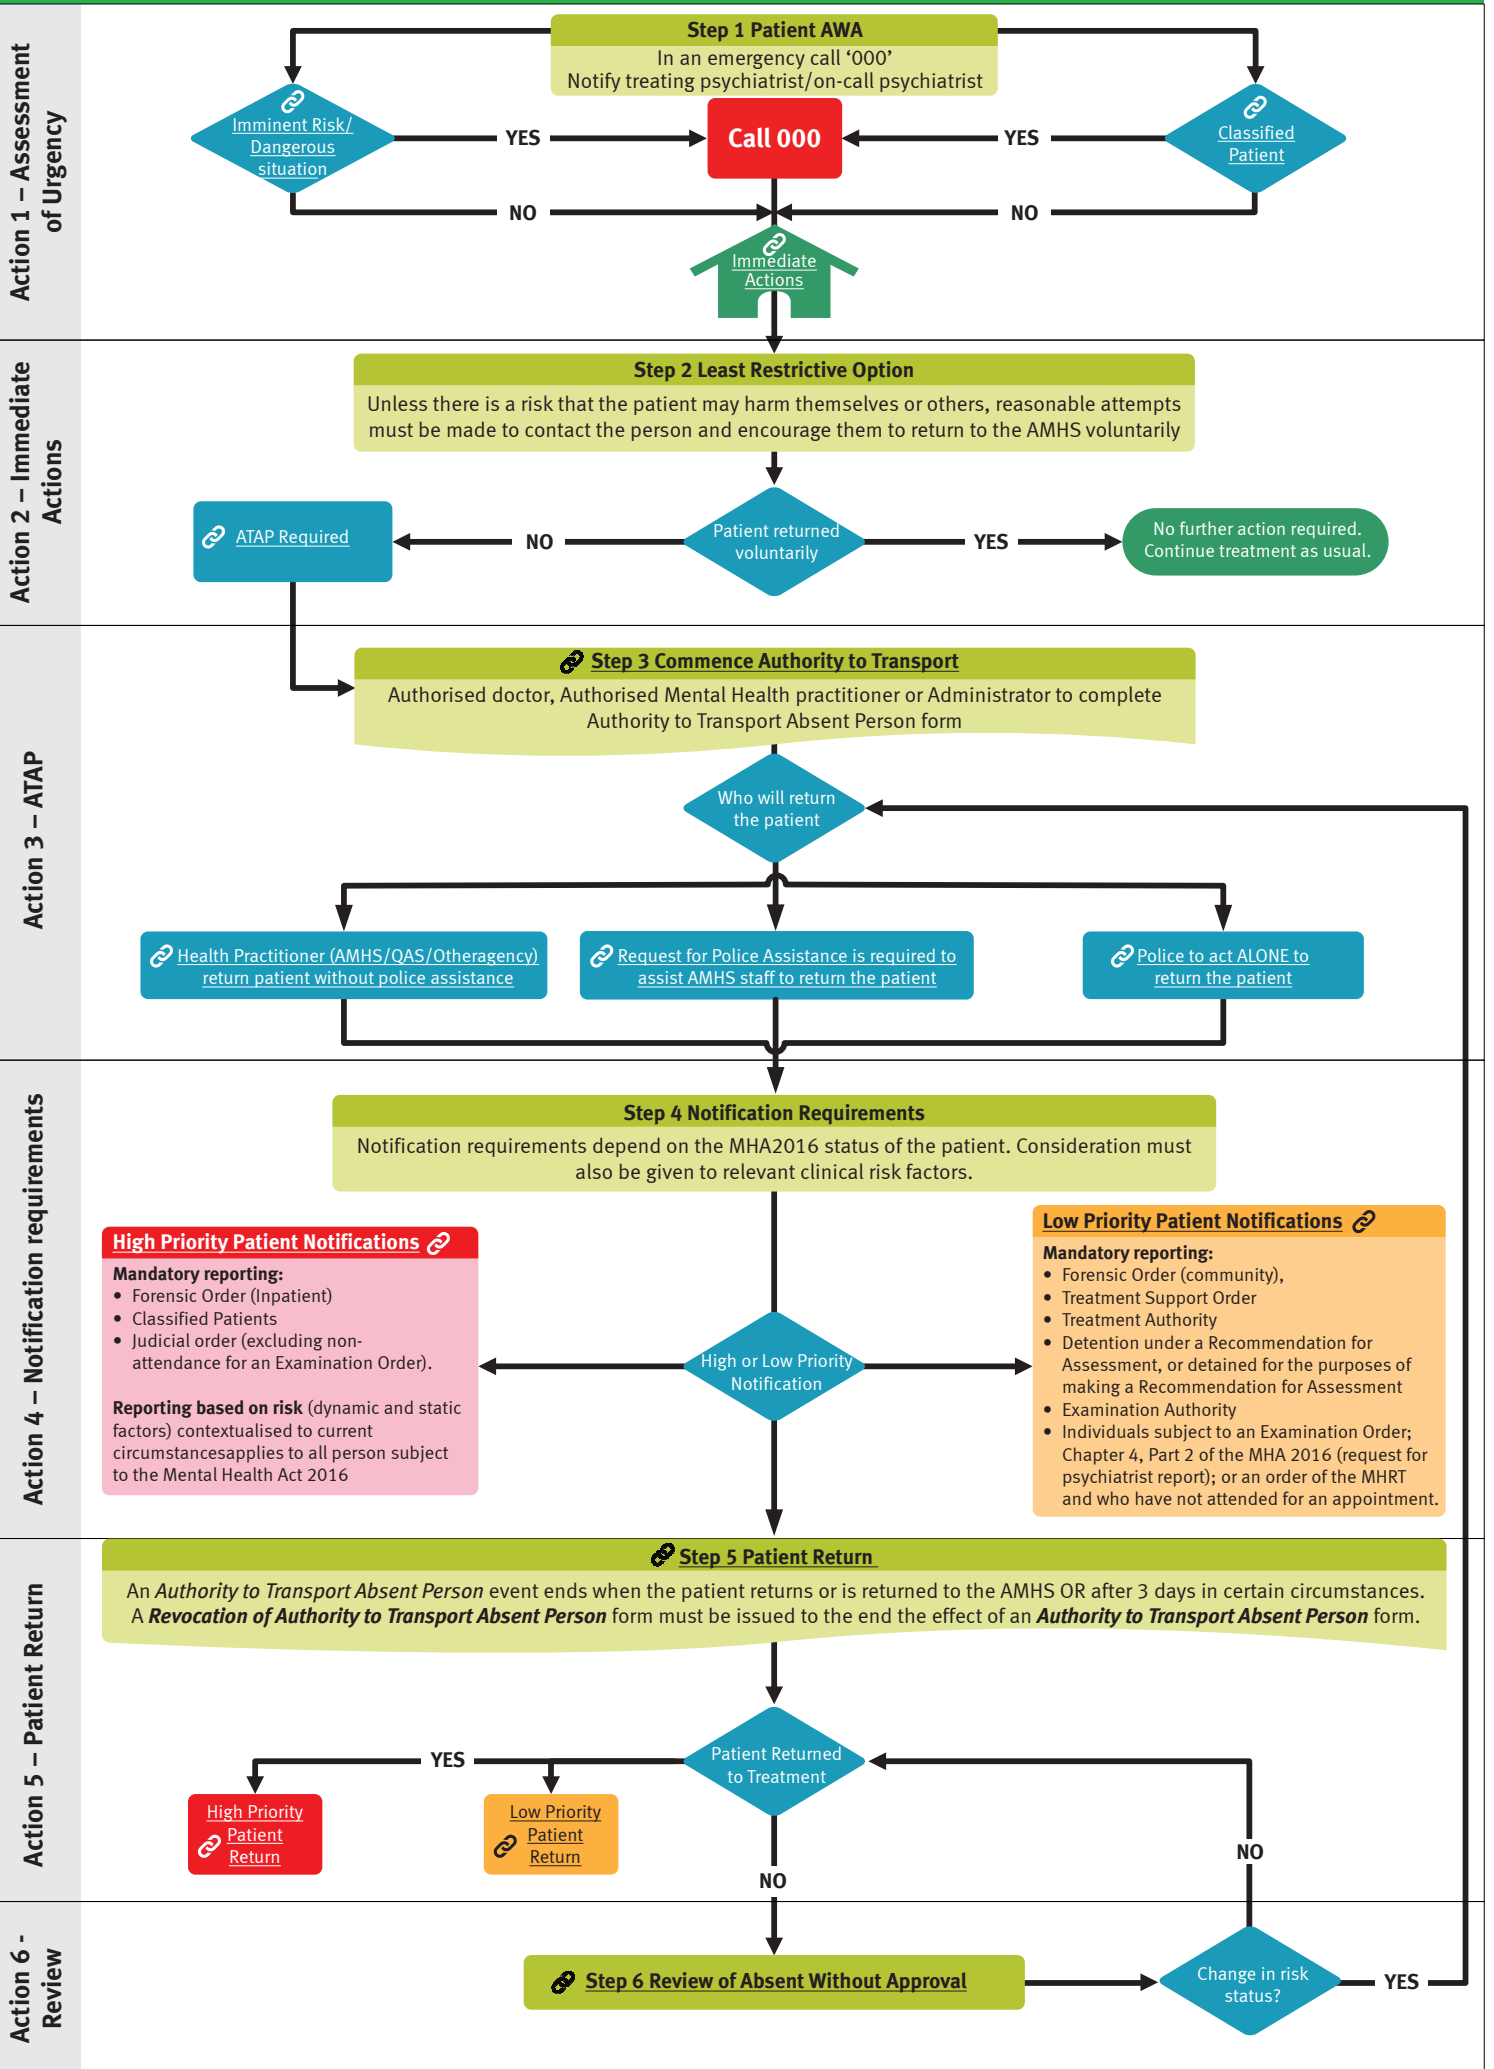 Action 1 – Assessment
of Urgency
Step 1 Patient AWA
In an emergency call ‘000’
Notify treating psychiatrist/on-call psychiatrist
Imminent Risk/
Dangerous
situation
YES
Call 000
YES
Classified
Patient
NO
NO
Immediate
Actions
Action 2 – Immediate
Actions
Step 2 Least Restrictive Option
Unless there is a risk that the patient may harm themselves or others, reasonable attempts
must be made to contact the person and encourage them to return to the AMHS voluntarily
ATAP Required
NO
Patient returned
voluntarily
YES
No further action required.
Continue treatment as usual.
Action 3 – ATAP
Step 3 Commence Authority to Transport
Authorised doctor, Authorised Mental Health practitioner or Administrator to complete
Authority to Transport Absent Person form
Who will return
the patient
Health Practitioner (AMHS/QAS/Otheragency)
return patient without police assistance
Request for Police Assistance is required to
assist AMHS staff to return the patient
Police to act ALONE to
return the patient
Action 4 – Notification requirements
Step 4 Notification Requirements
Notification requirements depend on the MHA2016 status of the patient. Consideration must
also be given to relevant clinical risk factors.
High Priority Patient Notifications
Mandatory reporting:
• Forensic Order (Inpatient)
• Classified Patients
• Judicial order (excluding non-
attendance for an Examination Order).
Reporting based on risk (dynamic and static
factors) contextualised to current
circumstancesapplies to all person subject
to the Mental Health Act 2016
High or Low Priority
Notification
Low Priority Patient Notifications
Mandatory reporting:
• Forensic Order (community),
• Treatment Support Order
• Treatment Authority
• Detention under a Recommendation for
Assessment, or detained for the purposes of
making a Recommendation for Assessment
• Examination Authority
• Individuals subject to an Examination Order;
Chapter 4, Part 2 of the MHA 2016 (request for
psychiatrist report); or an order of the MHRT
and who have not attended for an appointment.
Action 5 – Patient Return
Step 5 Patient Return
An Authority to Transport Absent Person event ends when the patient returns or is returned to the AMHS OR after 3 days in certain circumstances.
A Revocation of Authority to Transport Absent Person form must be issued to the end the effect of an Authority to Transport Absent Person form.
Patient Returned
to Treatment
YES
High Priority
Patient
Return
Low Priority
Patient
Return
NO
NO
Action 6 -
Review
Step 6 Review of Absent Without Approval
Change in risk
status?
YES